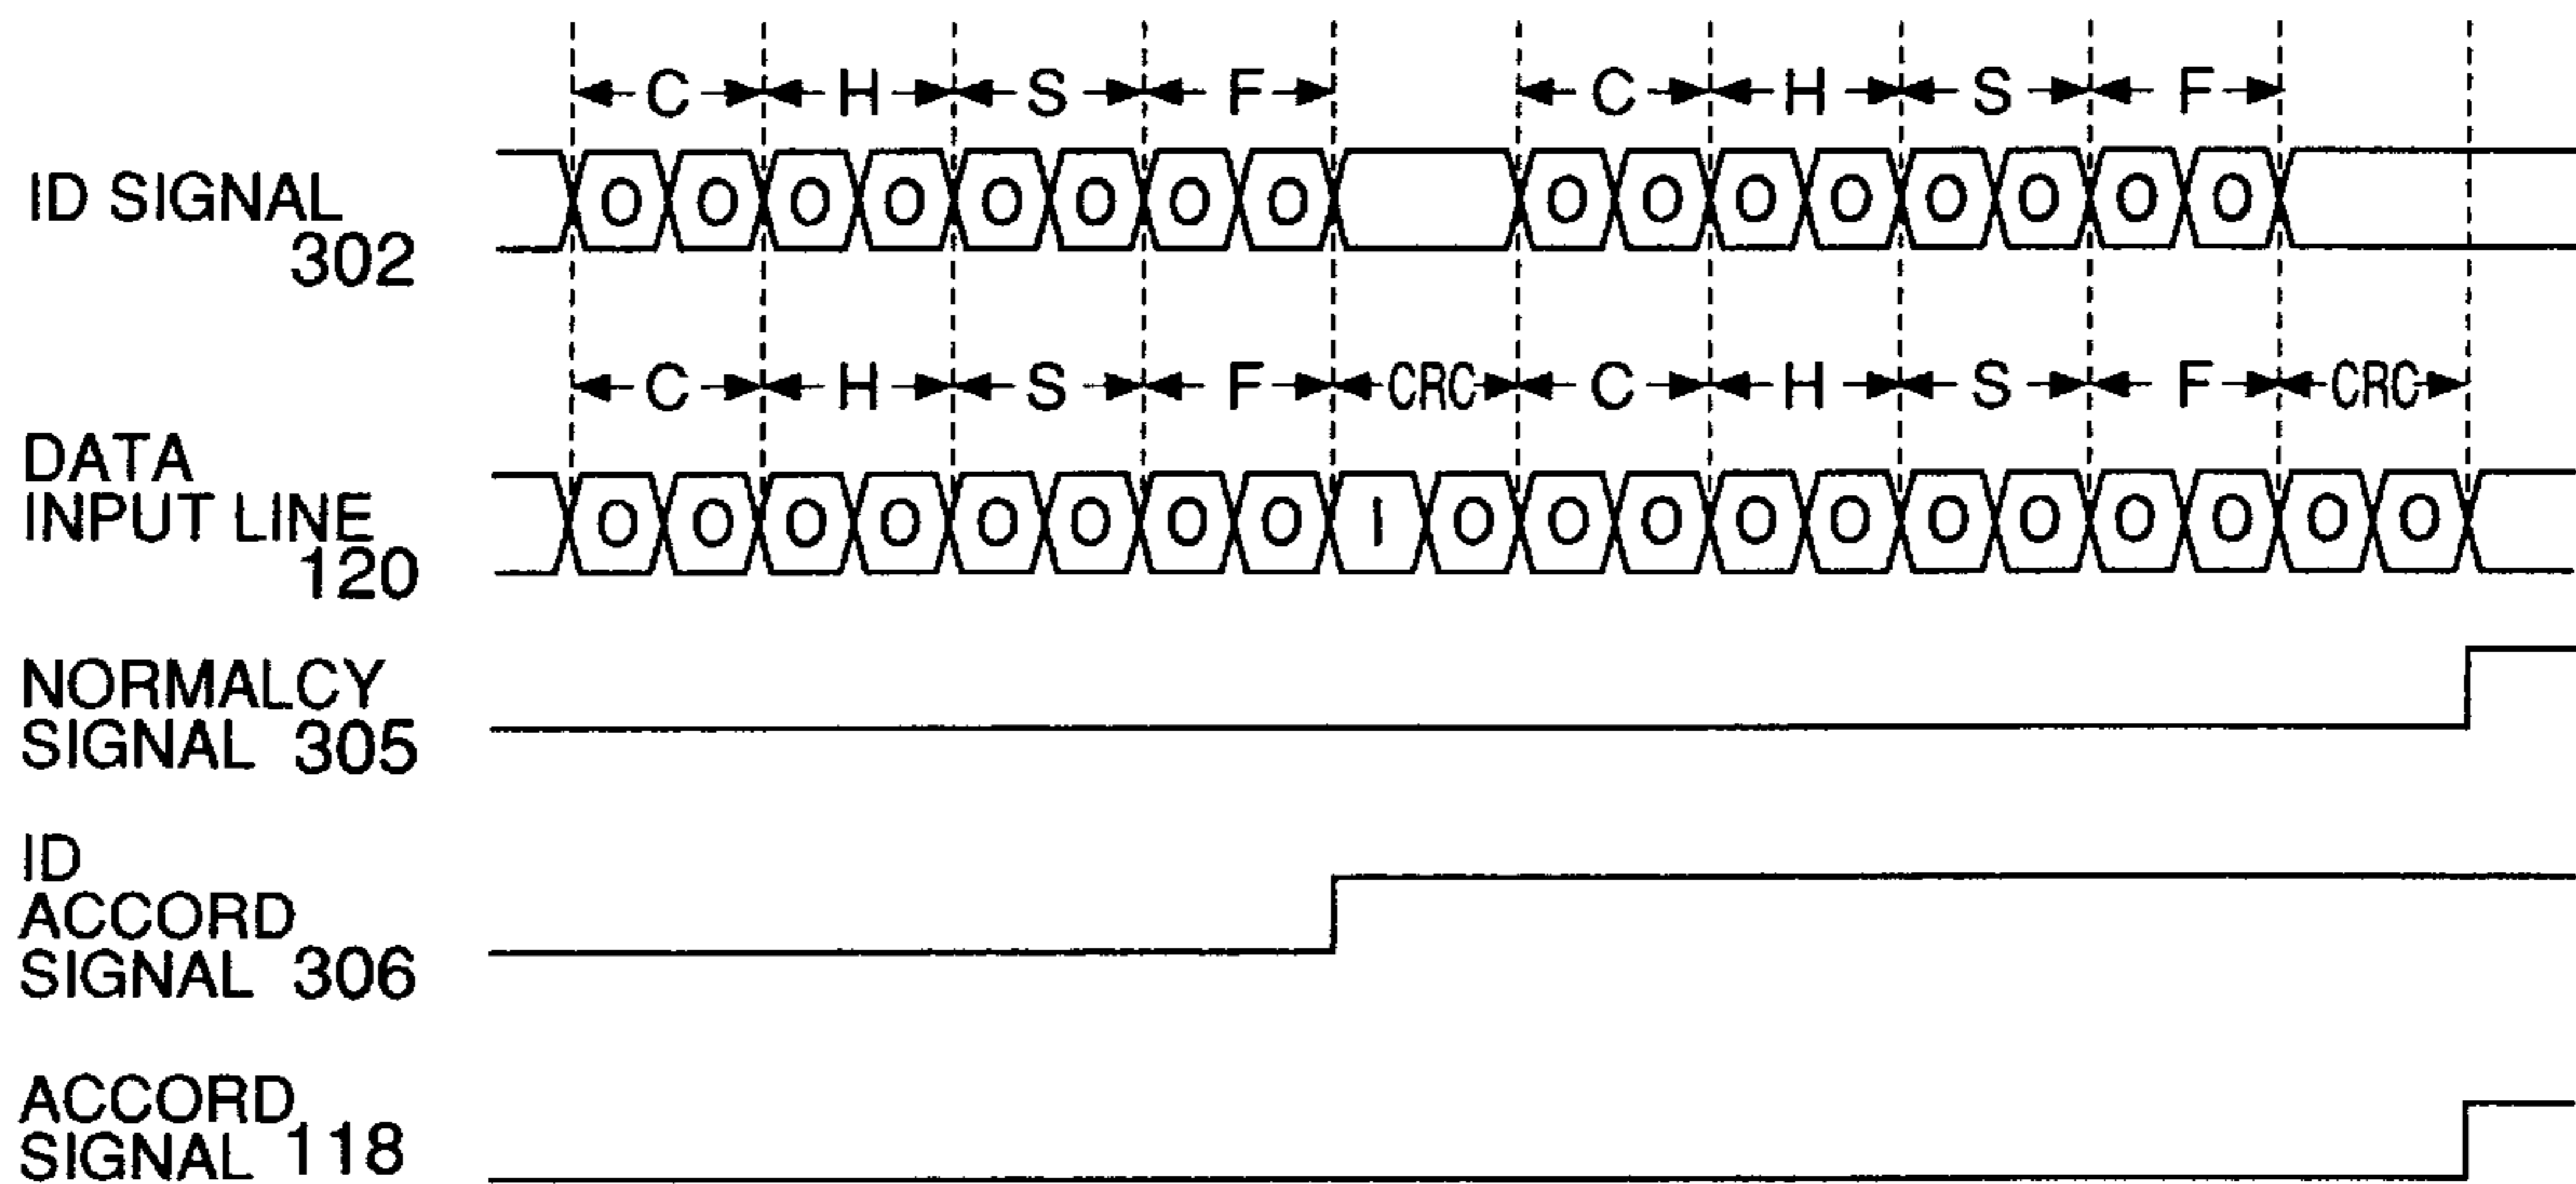 C H S F C H S F
ID SIGNAL 302
O O O O O O O O O O O O O O O O
C H S F CRC C H S F CRC
DATA
INPUT LINE
120
O O O O O O O O I O O O O O O O O O O O
NORMALCY
SIGNAL 305
ID
ACCORD
SIGNAL 306
ACCORD
SIGNAL 118